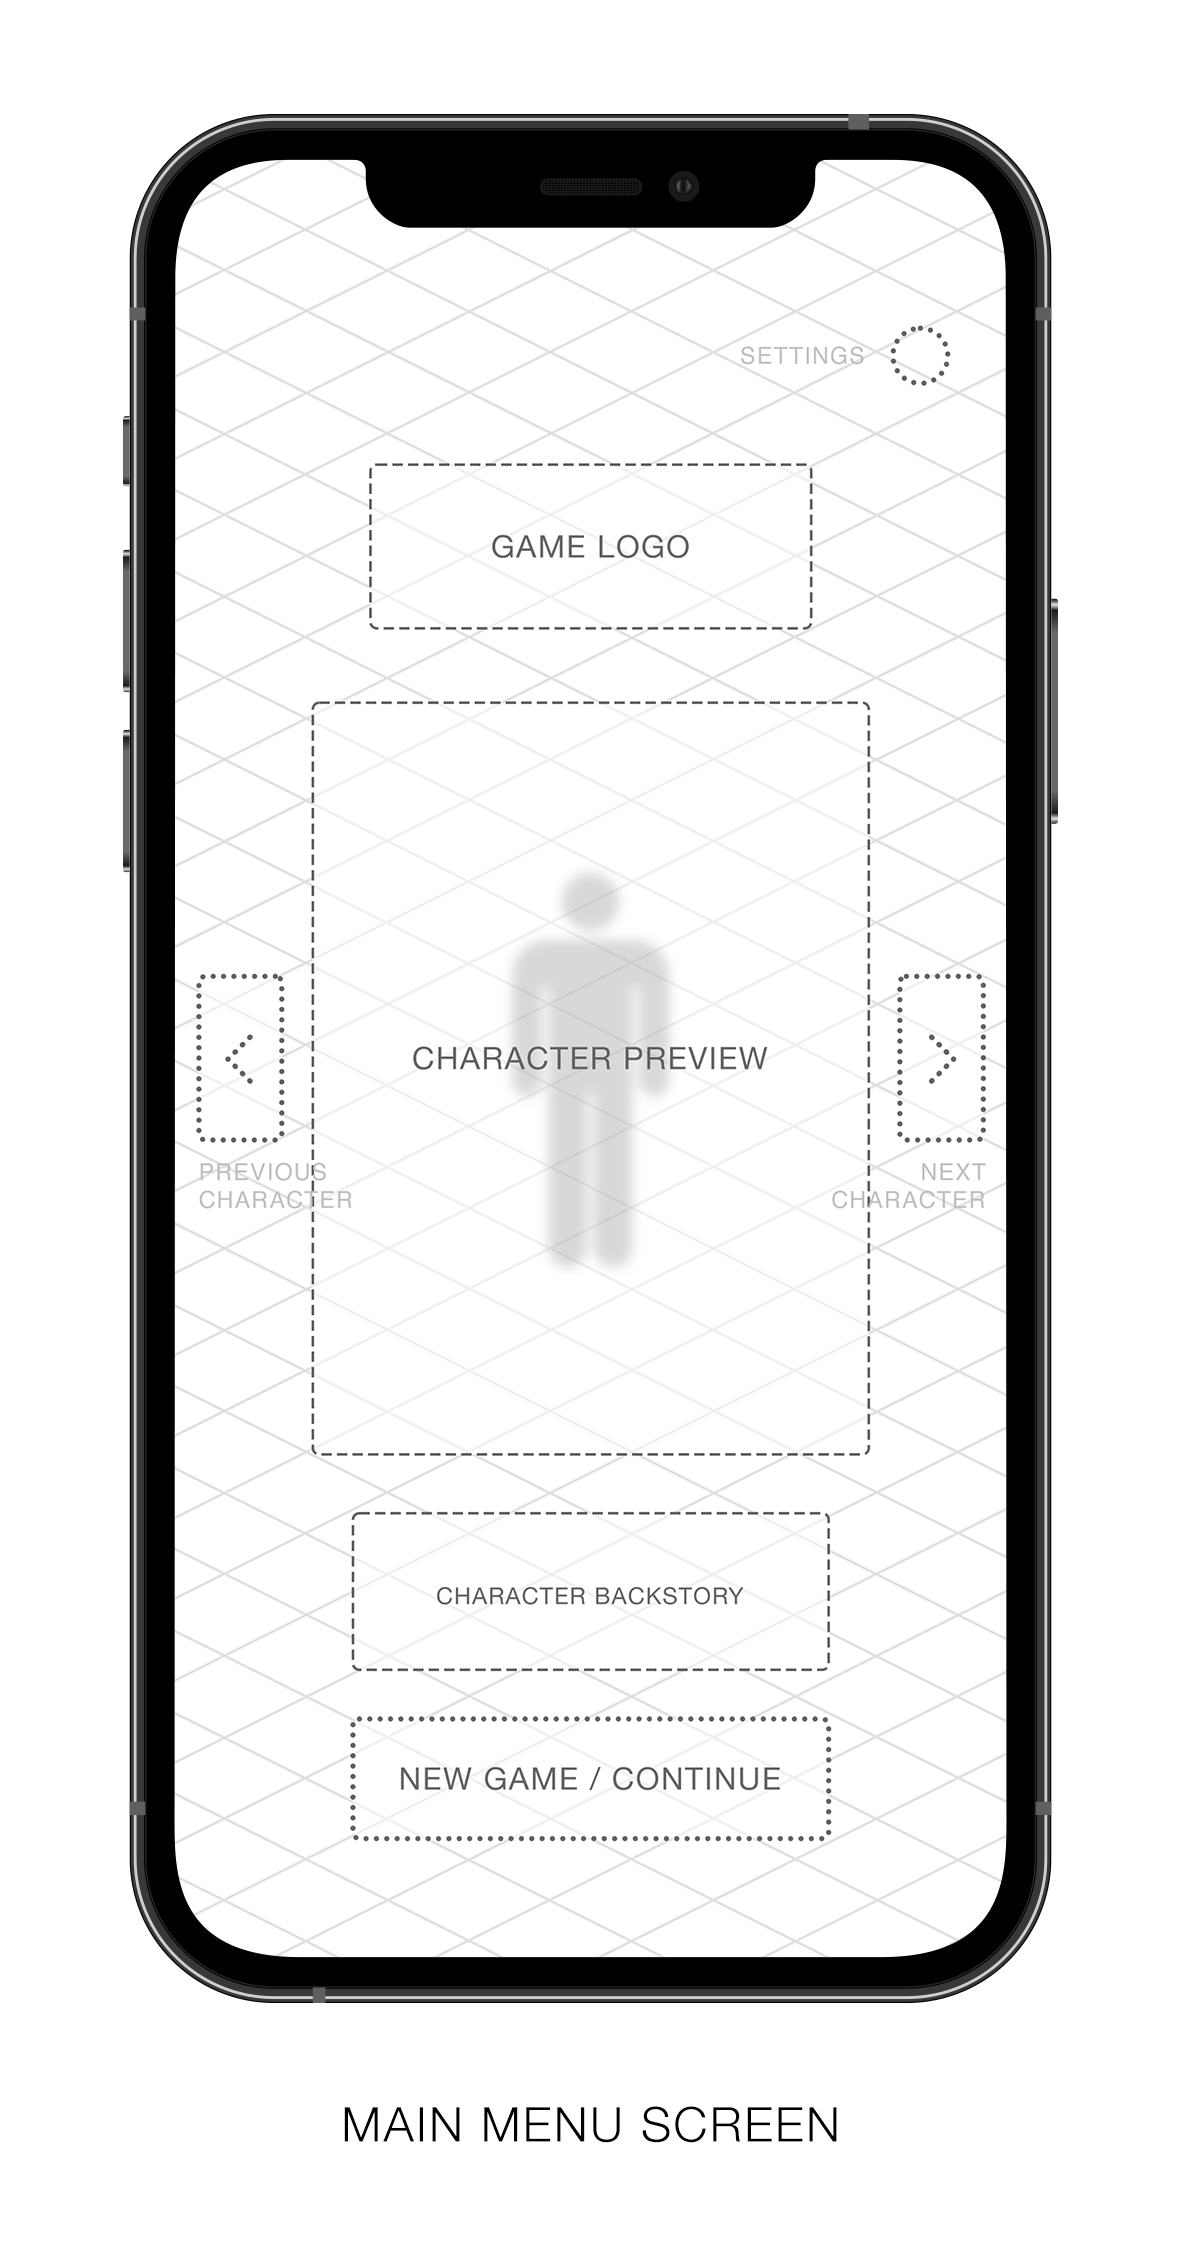 SETTINGS
GAME LOGO
CHARACTER PREVIEW
PREVIOUS
CHARACTER
NEXT
CHARACTER
CHARACTER BACKSTORY
NEW GAME / CONTINUE
MAIN MENU SCREEN